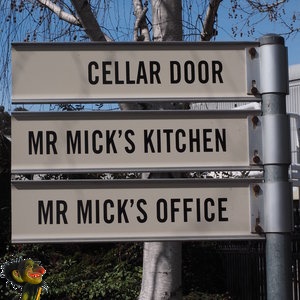 CELLAR DOOR
MR MICK'S KITCHEN
MR MICK'S OFFICE